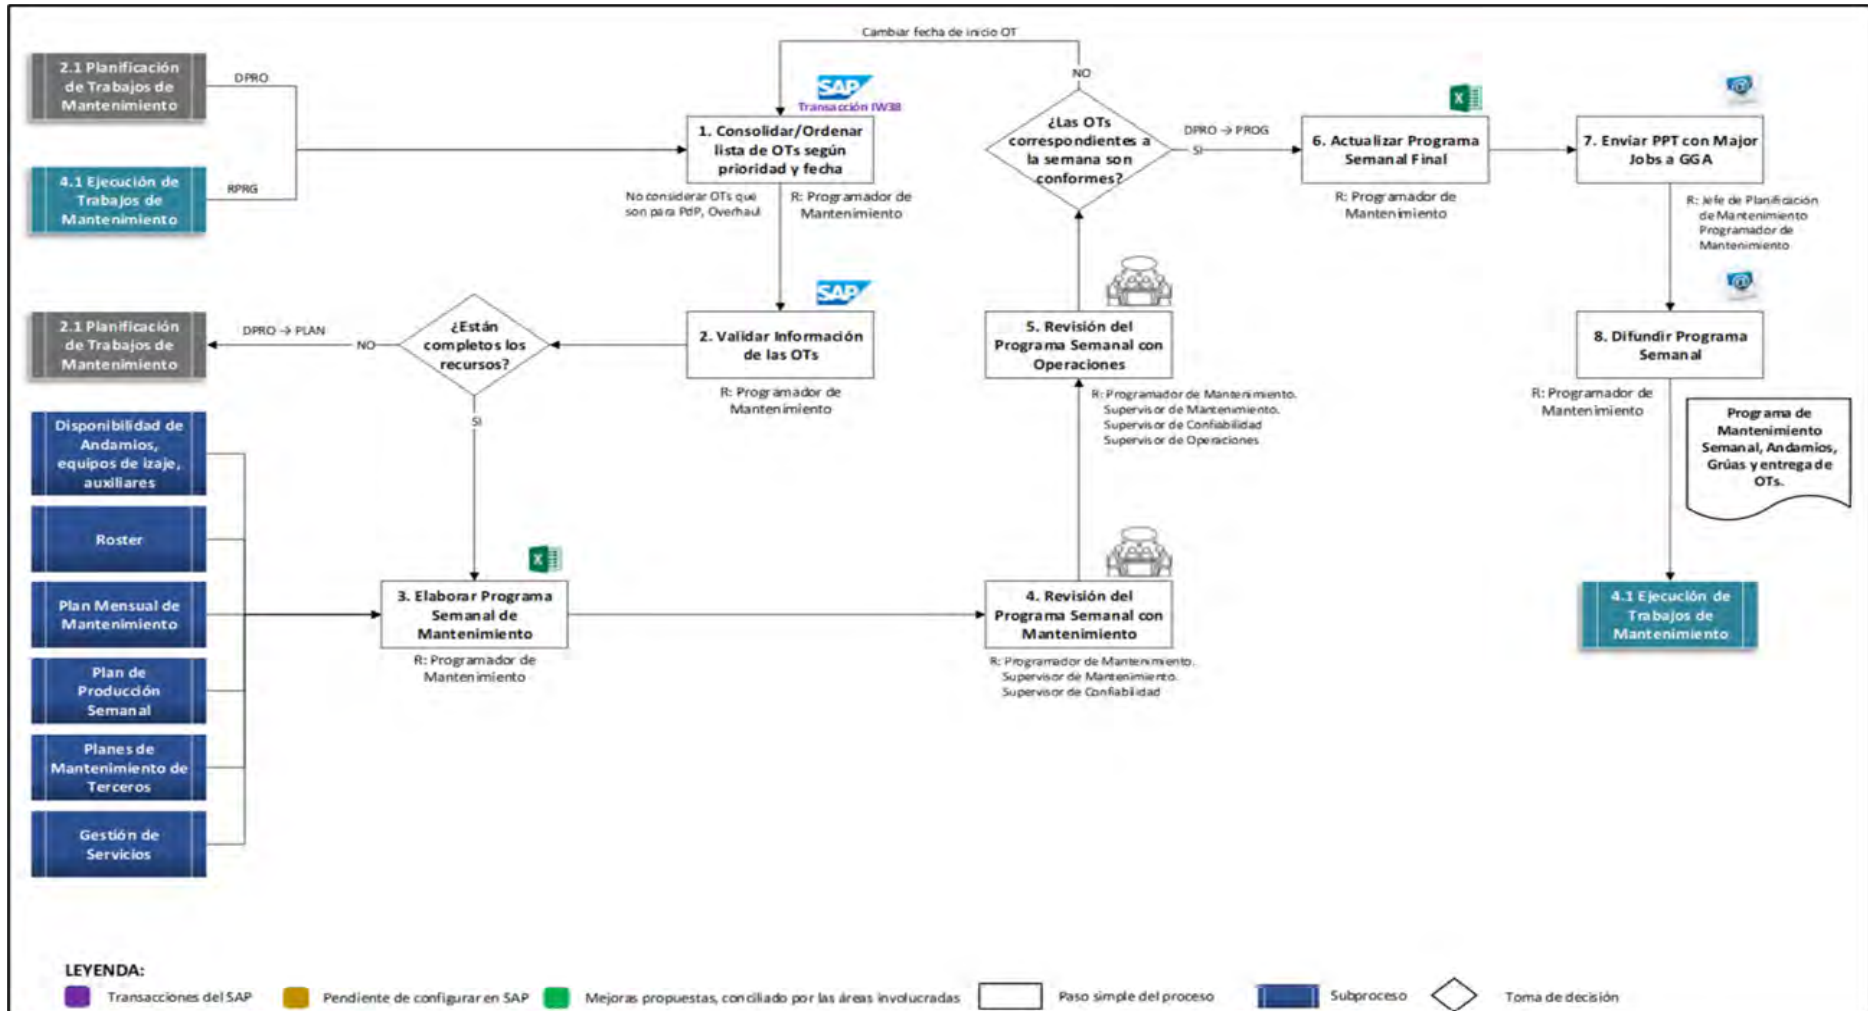 Cambiar fecha de inicio OT
2.1 Planificación
de Trabajos de
Mantenimiento
DPRO
4.1 Ejecución de
Trabajos de
Mantenimiento
RPRG
SAP
Transacción IW38
1. Consolidar/Ordenar
lista de OTs según
prioridad y fecha
No considerar OTs que
son para PdP, Overhaul
R: Programador de
Mantenimiento
NO
¿Las OTs
correspondientes a
la semana son
conformes?
DPRO → PROG
SI
6. Actualizar Programa
Semanal Final
R: Programador de
Mantenimiento
7. Enviar PPT con Major
Jobs a GGA
R: Jefe de Planificación
de Mantenimiento
Programador de
Mantenimiento
2.1 Planificación
de Trabajos de
Mantenimiento
DPRO → PLAN
NO
¿Están
completos los
recursos?
SI
SAP
2. Validar Información
de las OTs
R: Programador de
Mantenimiento
5. Revisión del
Programa Semanal con
Operaciones
R: Programador de Mantenimiento.
Supervisor de Mantenimiento.
Supervisor de Confiabilidad
Supervisor de Operaciones
8. Difundir Programa
Semanal
R: Programador de
Mantenimiento
Programa de
Mantenimiento
Semanal, Andamios,
Grúas y entrega de
OTs.
Disponibilidad de
Andamios,
equipos de izaje,
auxiliares
Roster
Plan Mensual de
Mantenimiento
Plan de
Producción
Semanal
Planes de
Mantenimiento de
Terceros
Gestión de
Servicios
X
3. Elaborar Programa
Semanal de
Mantenimiento
R: Programador de
Mantenimiento
4. Revisión del
Programa Semanal con
Mantenimiento
R: Programador de Mantenimiento.
Supervisor de Mantenimiento.
Supervisor de Confiabilidad
4.1 Ejecución de
Trabajos de
Mantenimiento
LEYENDA:
Transacciones del SAP
Pendiente de configurar en SAP
Mejoras propuestas, conciliado por las áreas involucradas
Paso simple del proceso
Subproceso
Toma de decisión